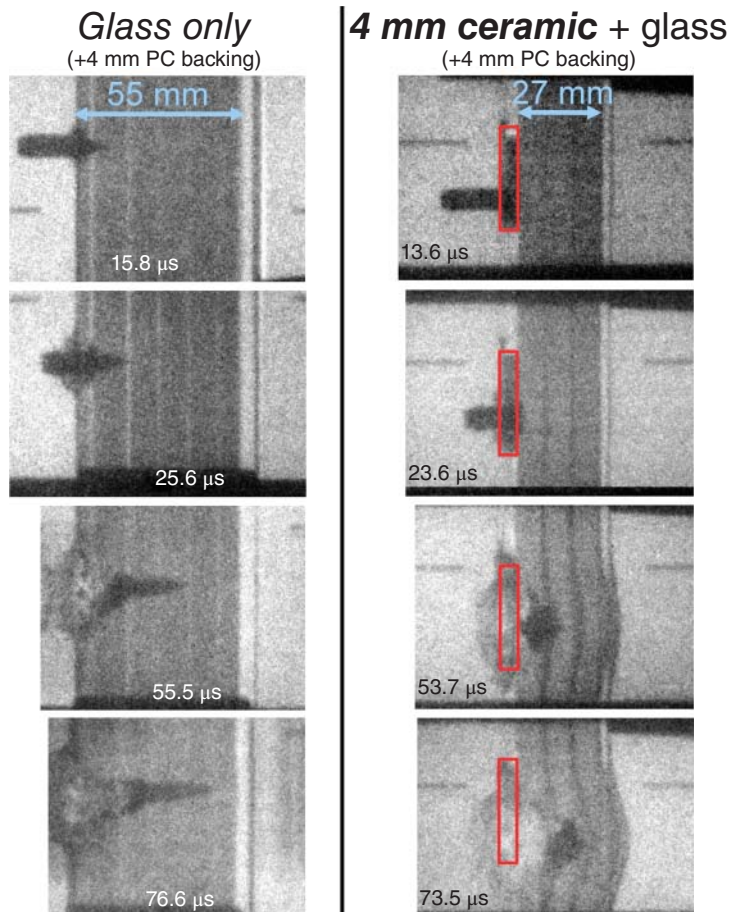 Glass only
(+4 mm PC backing)
55 mm
15.8 μs
25.6 μs
55.5 μs
76.6 μs
4 mm ceramic + glass
(+4 mm PC backing)
27 mm
13.6 μs
23.6 μs
53.7 μs
73.5 μs